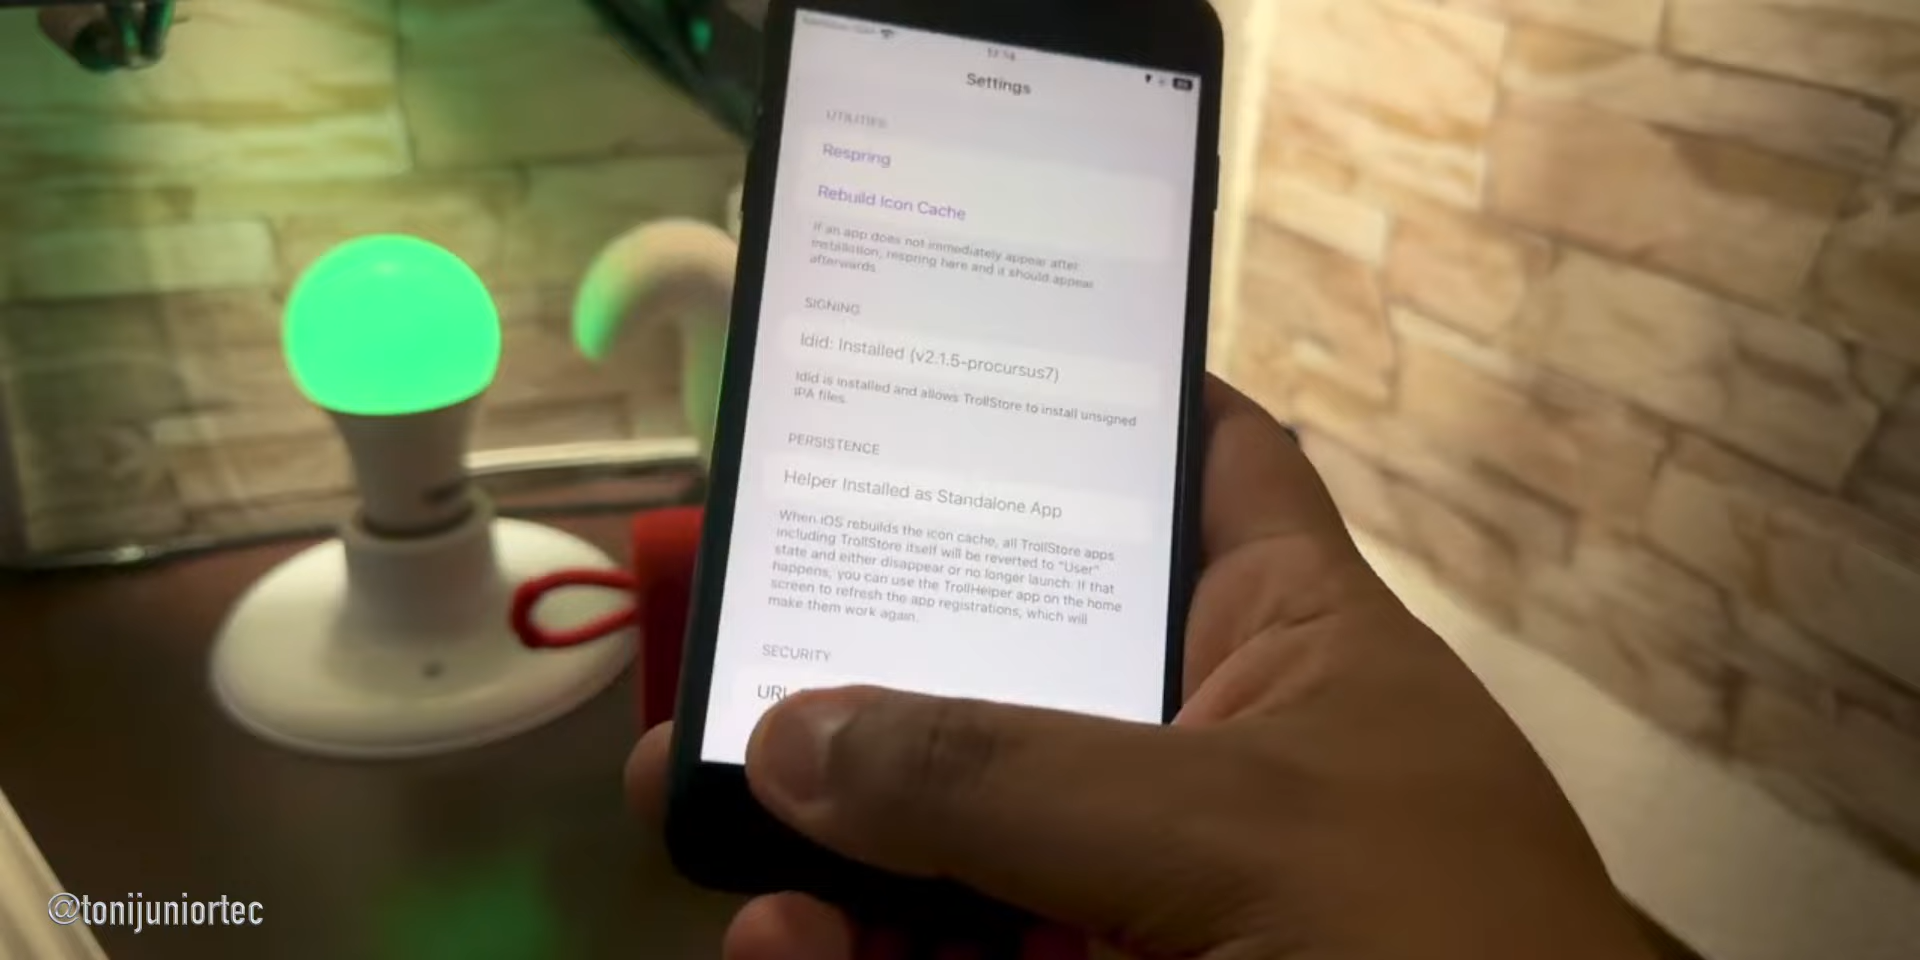 Settings
UTILITIES
Respring
Rebuild Icon Cache
If an app does not immediately appear after
installation, respring here and it should appear
afterwards.
SIGNING
ldid: Installed (v2.1.5-procursus7)
ldid is installed and allows TrollStore to install unsigned
IPA files.
PERSISTENCE
Helper Installed as Standalone App
When iOS rebuilds the icon cache, all TrollStore apps
including TrollStore itself will be reverted to "User"
state and either disappear or no longer launch. If that
happens, you can use the TrollHelper app on the home
screen to refresh the app registrations, which will
make them work again.
SECURITY
URL
@tonijuniortec